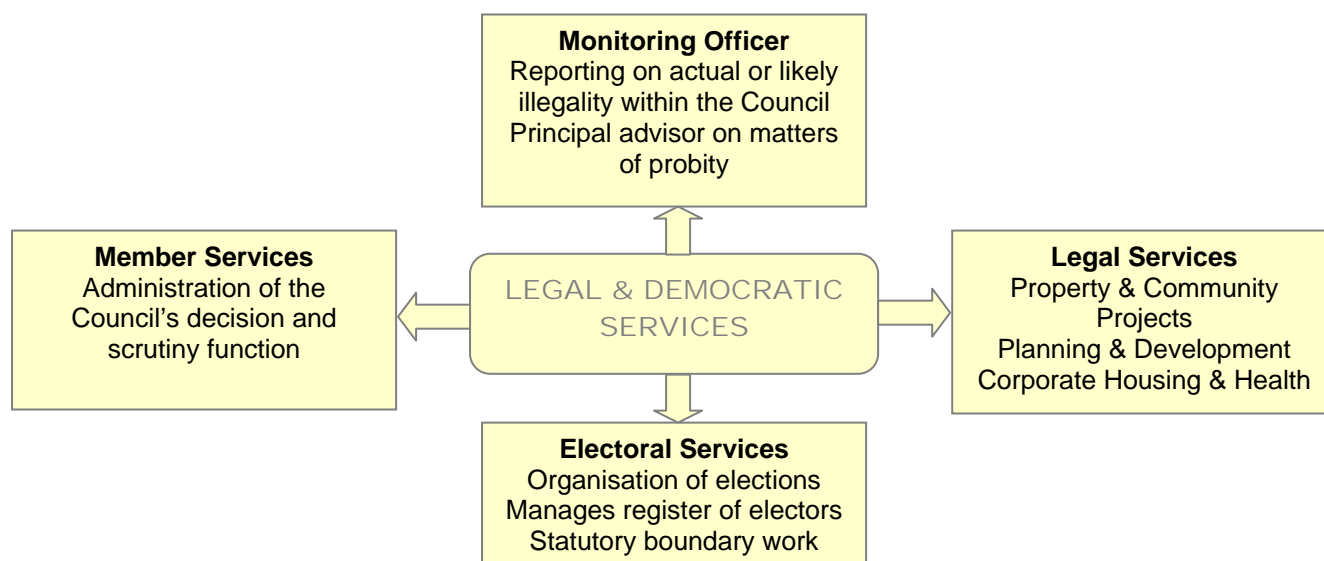 Monitoring Officer
Reporting on actual or likely
illegality within the Council
Principal advisor on matters
of probity
Member Services
Administration of the
Council's decision and
scrutiny function
LEGAL & DEMOCRATIC
SERVICES
Legal Services
Property & Community
Projects
Planning & Development
Corporate Housing & Health
Electoral Services
Organisation of elections
Manages register of electors
Statutory boundary work